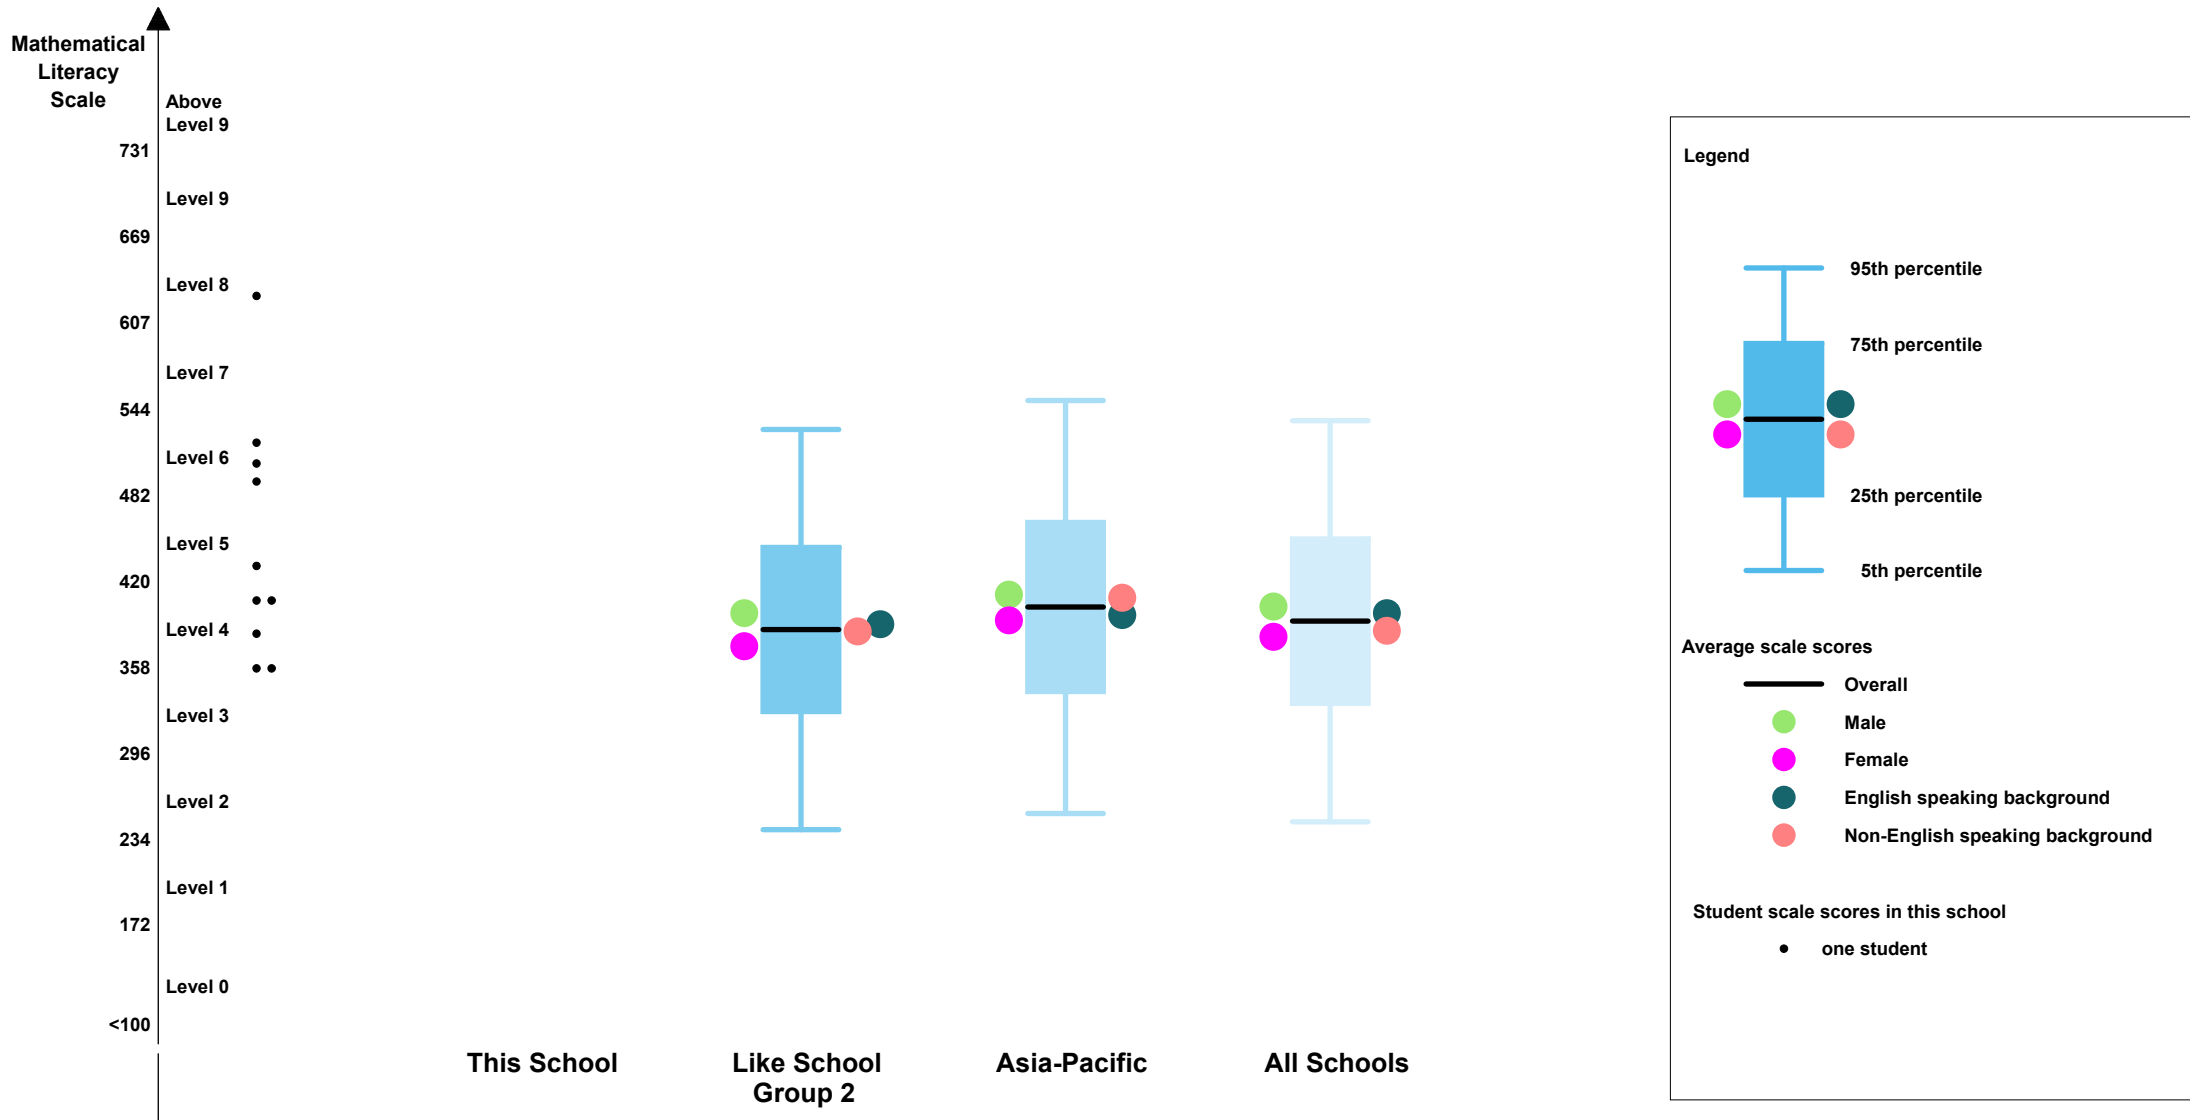 Mathematical
Literacy
Scale
Above
Level 9
731
Level 9
669
Level 8
607
Level 7
544
Level 6
482
Level 5
420
Level 4
358
Level 3
296
Level 2
234
Level 1
172
Level 0
<100
This School
Like School
Group 2
Asia-Pacific
All Schools
Legend
95th percentile
75th percentile
25th percentile
5th percentile
Average scale scores
Overall
Male
Female
English speaking background
Non-English speaking background
Student scale scores in this school
one student